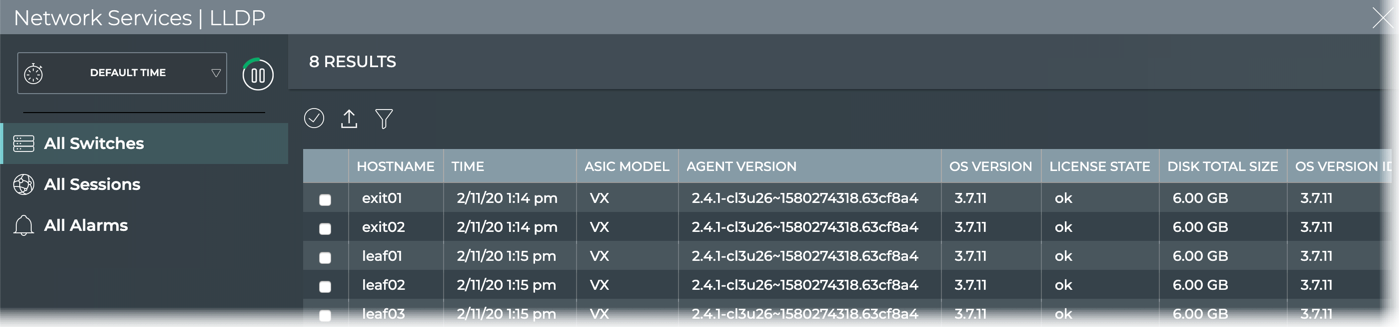 Network Services | LLDP
DEFAULT TIME
8 RESULTS
All Switches
All Sessions
All Alarms
HOSTNAME TIME ASIC MODEL AGENT VERSION OS VERSION LICENSE STATE DISK TOTAL SIZE OS VERSION ID
exit01 2/11/20 1:14 pm VX 2.4.1-cl3u26~1580274318.63cf8a4 3.7.11 ok 6.00 GB 3.7.11
exit02 2/11/20 1:14 pm VX 2.4.1-cl3u26~1580274318.63cf8a4 3.7.11 ok 6.00 GB 3.7.11
leaf01 2/11/20 1:15 pm VX 2.4.1-cl3u26~1580274318.63cf8a4 3.7.11 ok 6.00 GB 3.7.11
leaf02 2/11/20 1:15 pm VX 2.4.1-cl3u26~1580274318.63cf8a4 3.7.11 ok 6.00 GB 3.7.11
leaf03 2/11/20 1:15 pm VX 2.4.1-cl3u26~1580274318.63cf8a4 3.7.11 ok 6.00 GB 3.7.11